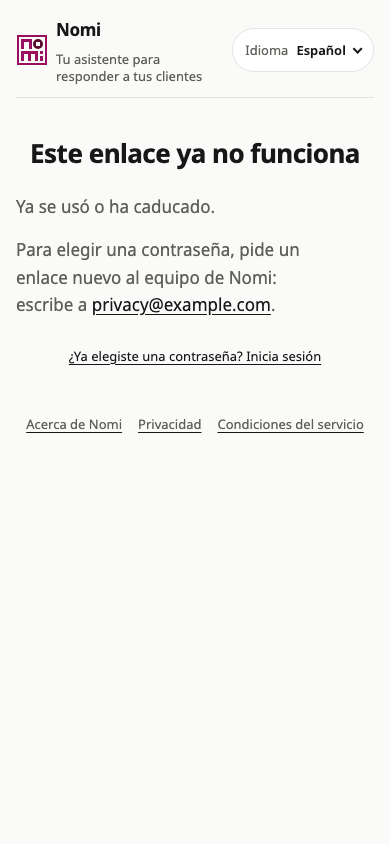 Nomi
Tu asistente para
responder a tus clientes
Idioma Español
Este enlace ya no funciona
Ya se usó o ha caducado.
Para elegir una contraseña, pide un
enlace nuevo al equipo de Nomi:
escribe a privacy@example.com.
¿Ya elegiste una contraseña? Inicia sesión
Acerca de Nomi Privacidad Condiciones del servicio